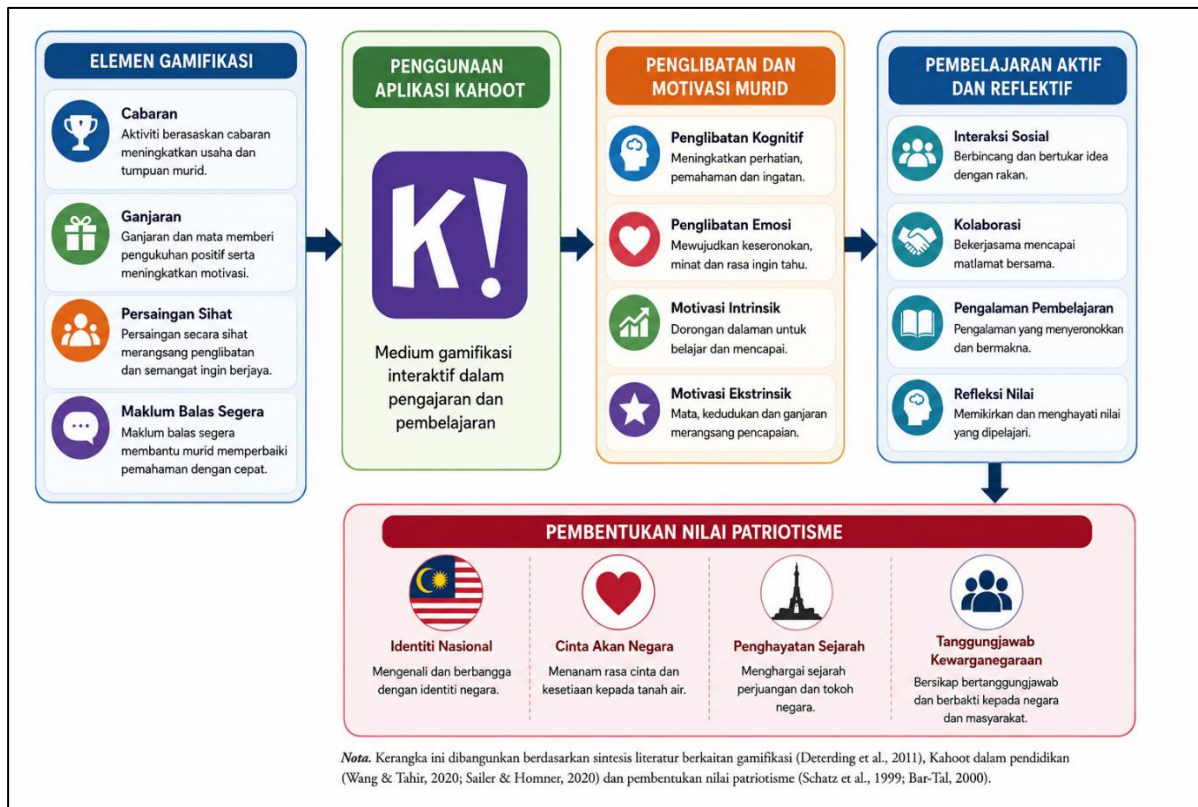 ELEMEN GAMIFIKASI
Cabaran
Aktiviti berasaskan cabaran
meningkatkan usaha dan
tumpuan murid.
Ganjaran
Ganjaran dan mata memberi
pengukuhan positif serta
meningkatkan motivasi.
Persaingan Sihat
Persaingan secara sihat
merangsang penglibatan
dan semangat ingin berjaya.
Maklum Balas Segera
Maklum balas segera
membantu murid memperbaiki
pemahaman dengan cepat.
PENGGUNAAN
APLIKASI KAHOOT
K!
Medium gamifikasi
interaktif dalam
pengajaran dan
pembelajaran
PENGLIBATAN DAN
MOTIVASI MURID
Penglibatan Kognitif
Meningkatkan perhatian,
pemahaman dan ingatan.
Penglibatan Emosi
Mewujudkan keseronokan,
minat dan rasa ingin tahu.
Motivasi Intrinsik
Dorongan dalaman untuk
belajar dan mencapai.
Motivasi Ekstrinsik
Mata, kedudukan dan ganjaran
merangsang pencapaian.
PEMBELAJARAN AKTIF
DAN REFLEKTIF
Interaksi Sosial
Berbincang dan bertukar idea
dengan rakan.
Kolaborasi
Bekerjasama mencapai
matlamat bersama.
Pengalaman Pembelajaran
Pengalaman yang menyeronokkan
dan bermakna.
Refleksi Nilai
Memikirkan dan menghayati nilai
yang dipelajari.
PEMBENTUKAN NILAI PATRIOTISME
Identiti Nasional
Mengenali dan berbangga
dengan identiti negara.
Cinta Akan Negara
Menanam rasa cinta dan
kesetiaan kepada tanah air.
Penghayatan Sejarah
Menghargai sejarah
perjuangan dan tokoh
negara.
Tanggungjawab
Kewarganegaraan
Bersikap bertanggungjawab
dan berbakti kepada negara
dan masyarakat.
Nota. Kerangka ini dibangunkan berdasarkan sintesis literatur berkaitan gamifikasi (Deterding et al., 2011), Kahoot dalam pendidikan
(Wang & Tahir, 2020; Sailer & Homner, 2020) dan pembentukan nilai patriotisme (Schatz et al., 1999; Bar-Tal, 2000).